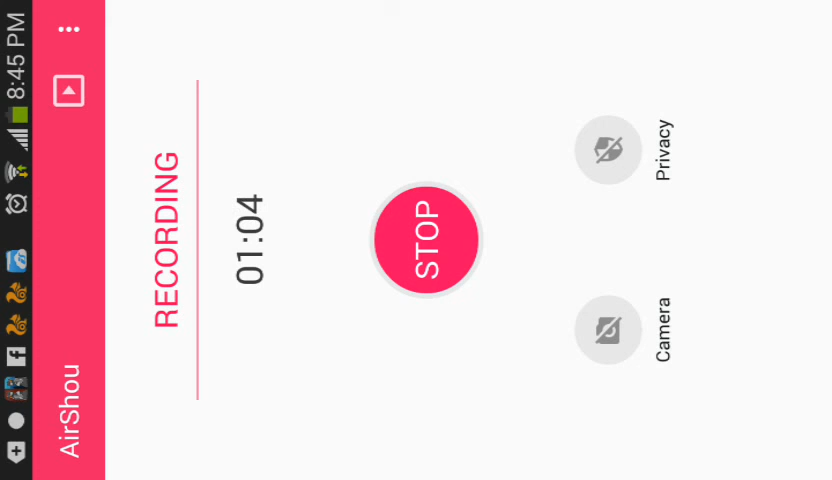 8:45 PM
AirShou
RECORDING
01:04
STOP
Camera
Privacy